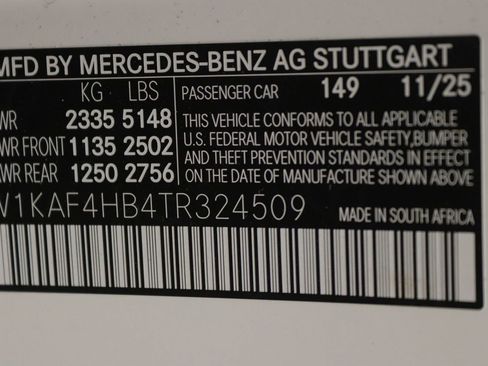 MFD BY MERCEDES-BENZ AG STUTTGART
KG LBS
PASSENGER CAR 149 11/25
WR 2335 5148
WR FRONT 1135 2502
WR REAR 1250 2756
THIS VEHICLE CONFORMS TO ALL APPLICABLE
U.S. FEDERAL MOTOR VEHICLE SAFETY, BUMPER
AND THEFT PREVENTION STANDARDS IN EFFECT
ON THE DATE OF MANUFACTURE SHOWN ABOVE.
W1KAF4HB4TR324509
MADE IN SOUTH AFRICA